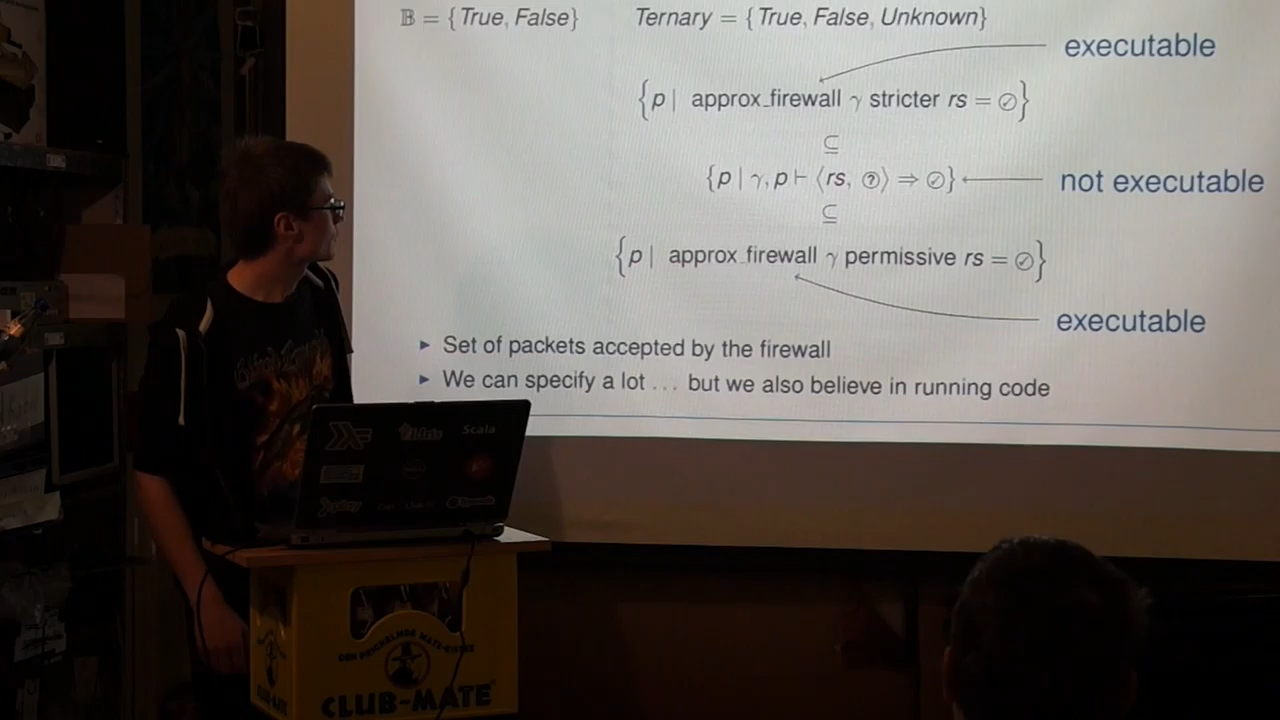 𝔹 = {True, False} Ternary = {True, False, Unknown}
executable
{p | approx_firewall γ stricter rs = ⊘}
⊆
{p | γ, p ⊢ ⟨rs, ?⟩ ⇒ ⊘} not executable
⊆
{p | approx_firewall γ permissive rs = ⊘}
executable
▸ Set of packets accepted by the firewall
▸ We can specify a lot ... but we also believe in running code
Idris Scala
CLUB-MATE